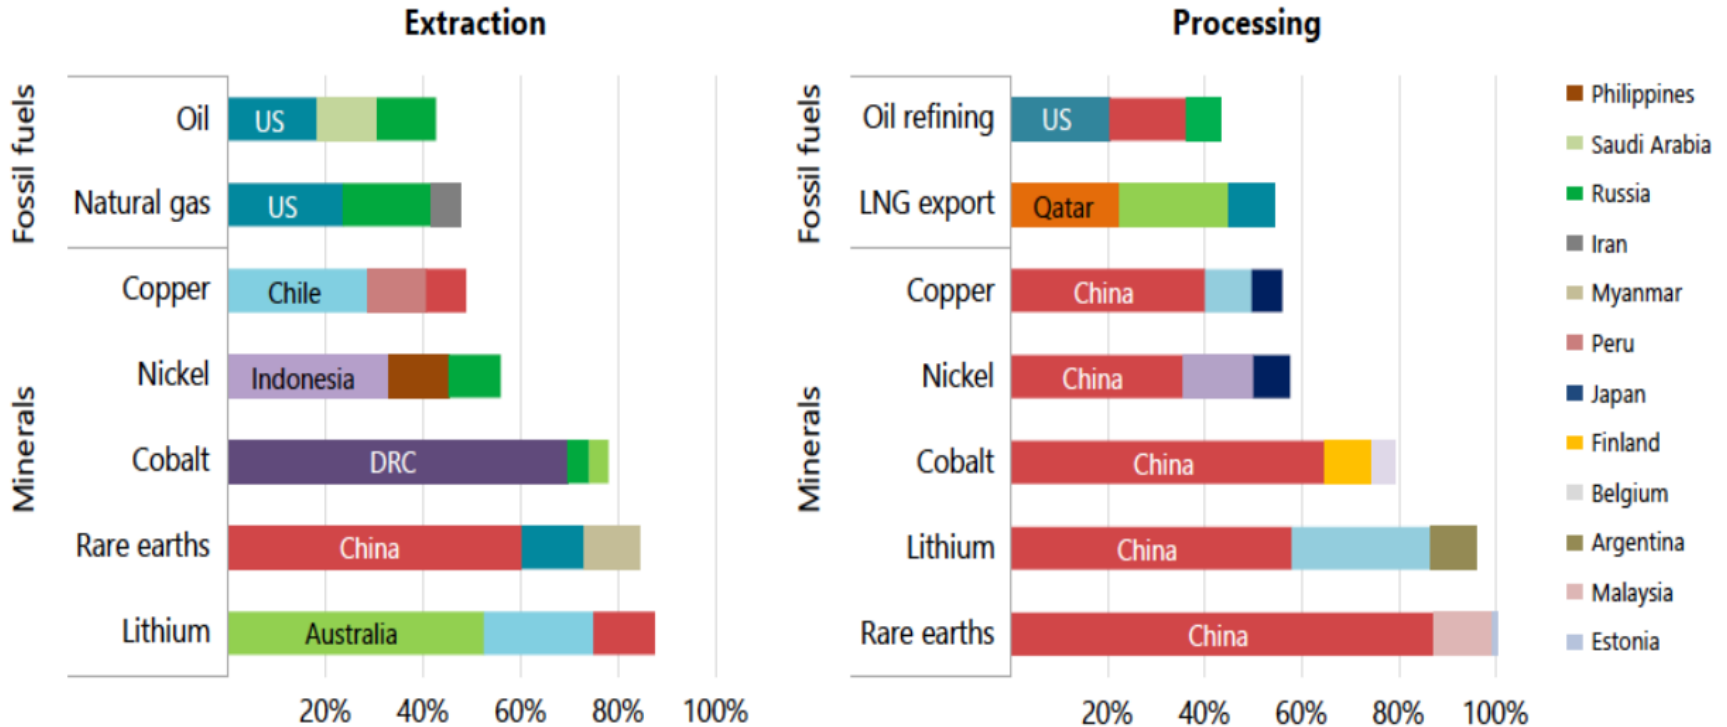 Extraction
Fossil fuels
Oil
US
Natural gas
US
Minerals
Copper
Chile
Nickel
Indonesia
Cobalt
DRC
Rare earths
China
Lithium
Australia
20% 40% 60% 80% 100%
Processing
Fossil fuels
Oil refining
US
LNG export
Qatar
Minerals
Copper
China
Nickel
China
Cobalt
China
Lithium
China
Rare earths
China
20% 40% 60% 80% 100%
Philippines
Saudi Arabia
Russia
Iran
Myanmar
Peru
Japan
Finland
Belgium
Argentina
Malaysia
Estonia